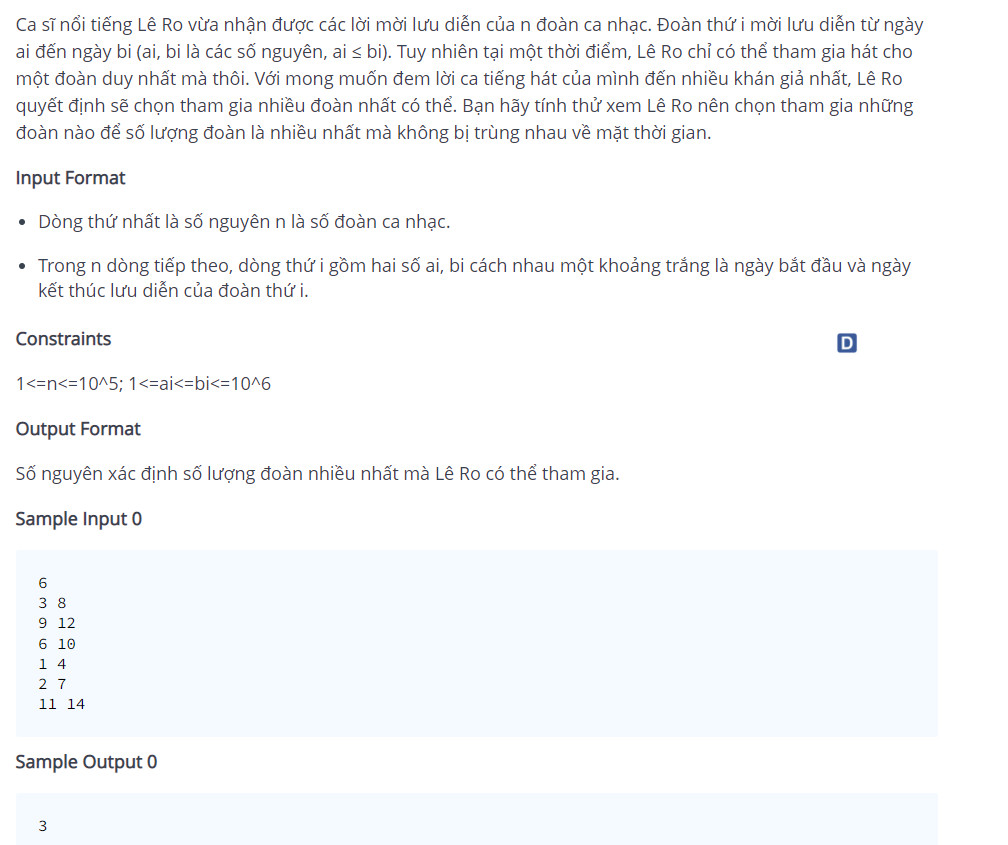 Ca sĩ nổi tiếng Lê Ro vừa nhận được các lời mời lưu diễn của n đoàn ca nhạc. Đoàn thứ i mời lưu diễn từ ngày
ai đến ngày bi (ai, bi là các số nguyên, ai ≤ bi). Tuy nhiên tại một thời điểm, Lê Ro chỉ có thể tham gia hát cho
một đoàn duy nhất mà thôi. Với mong muốn đem lời ca tiếng hát của mình đến nhiều khán giả nhất, Lê Ro
quyết định sẽ chọn tham gia nhiều đoàn nhất có thể. Bạn hãy tính thử xem Lê Ro nên chọn tham gia những
đoàn nào để số lượng đoàn là nhiều nhất mà không bị trùng nhau về mặt thời gian.
Input Format
• Dòng thứ nhất là số nguyên n là số đoàn ca nhạc.
• Trong n dòng tiếp theo, dòng thứ i gồm hai số ai, bi cách nhau một khoảng trắng là ngày bắt đầu và ngày
kết thúc lưu diễn của đoàn thứ i.
Constraints
D
1<=n<=10^5; 1<=ai<=bi<=10^6
Output Format
Số nguyên xác định số lượng đoàn nhiều nhất mà Lê Ro có thể tham gia.
Sample Input 0
6
3 8
9 12
6 10
1 4
2 7
11 14
Sample Output 0
3